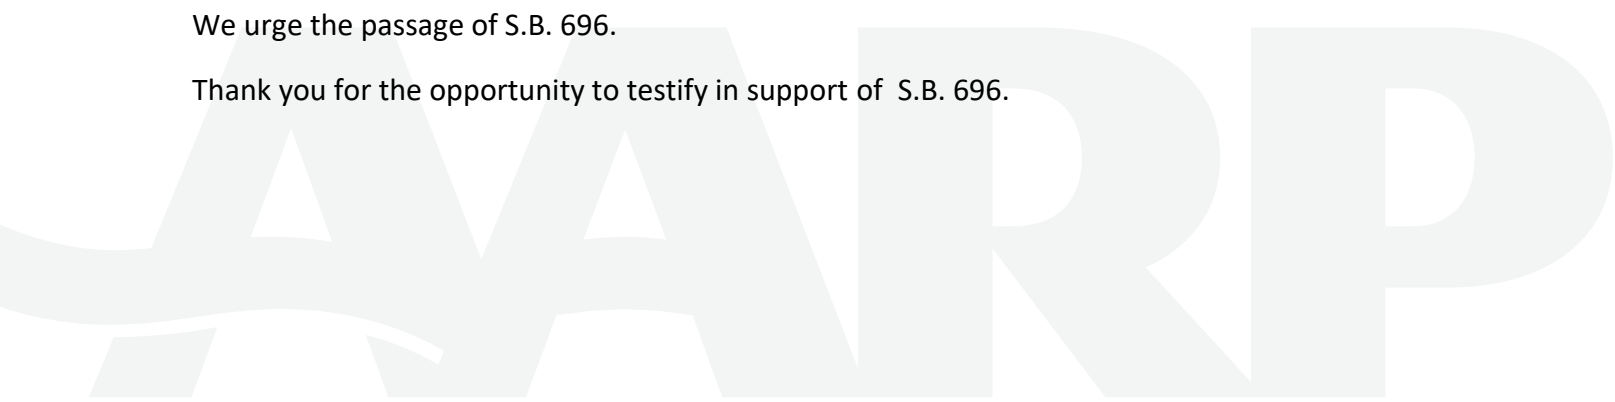 We urge the passage of S.B. 696.
Thank you for the opportunity to testify in support of  S.B. 696.
AARP